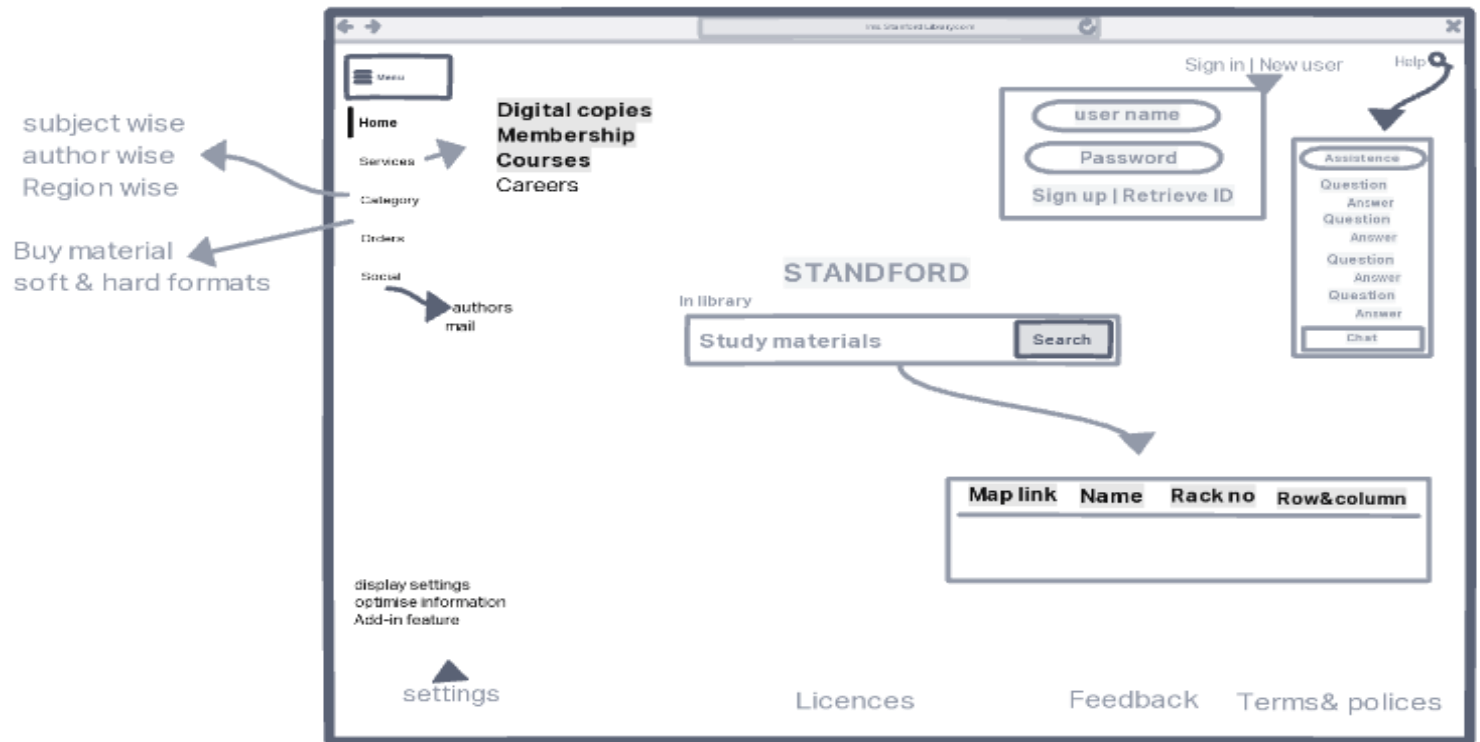 Sign in | New user
Help
Menu
Home
Services
Category
Orders
Social
subject wise
author wise
Region wise
Buy material
soft & hard formats
Digital copies
Membership
Courses
Careers
authors
mail
user name
Password
Sign up | Retrieve ID
Assistence
Question
Answer
Question
Answer
Question
Answer
Question
Answer
Chat
STANDFORD
In library
Study materials
Search
Map link Name Rack no Row&column
display settings
optimise information
Add-in feature
settings
Licences
Feedback
Terms& polices